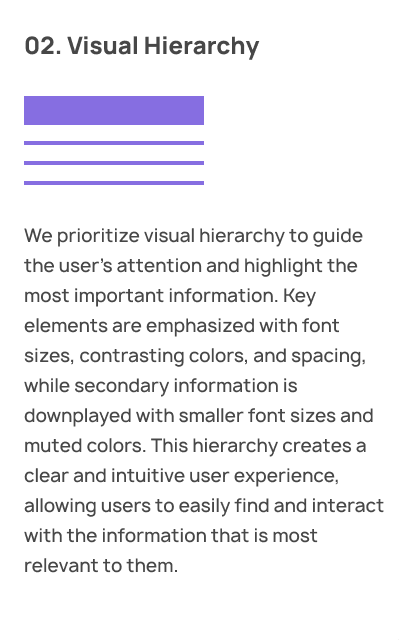 02. Visual Hierarchy
We prioritize visual hierarchy to guide
the user’s attention and highlight the
most important information. Key
elements are emphasized with font
sizes, contrasting colors, and spacing,
while secondary information is
downplayed with smaller font sizes and
muted colors. This hierarchy creates a
clear and intuitive user experience,
allowing users to easily find and interact
with the information that is most
relevant to them.